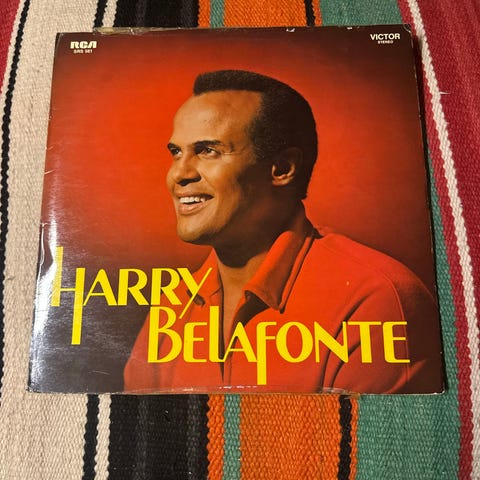 RCA
SRS 561
VICTOR
STEREO
HARRY
BELAFONTE